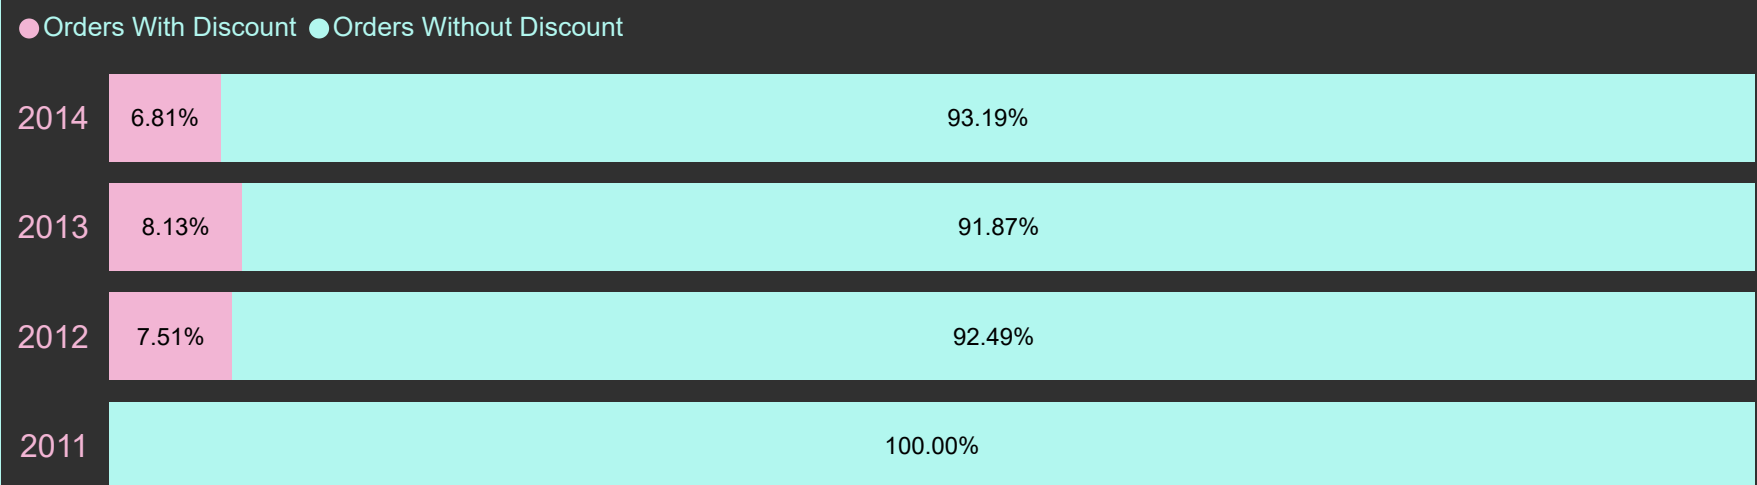 Orders With Discount Orders Without Discount
2014 6.81% 93.19%
2013 8.13% 91.87%
2012 7.51% 92.49%
2011 100.00%